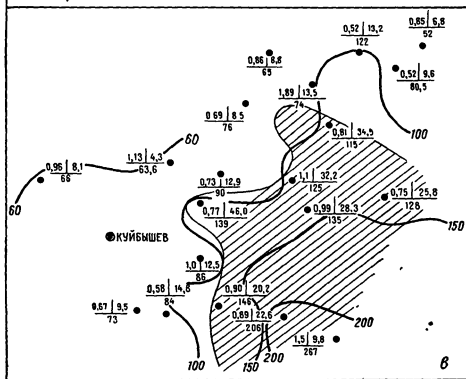 0,52 | 13,2
122
0,85 | 6,8
52
0,86 | 8,8
65
0,52 | 9,6
80,5
1,89 | 13,5
74
0,69 | 8,5
76
100
0,81 | 34,5
115
60
1,13 | 4,3
63,6
0,96 | 8,1
66
0,73 | 12,9
90
1,1 | 32,2
125
0,75 | 25,8
128
60
0,77 | 46,0
139
0,99 | 28,3
135
150
КУЙБЫШЕВ
1,0 | 12,5
86
0,58 | 14,8
84
0,90 | 20,2
146
0,67 | 9,5
73
0,89 | 22,6
206
200
1,5 | 9,8
267
100
150
200
в